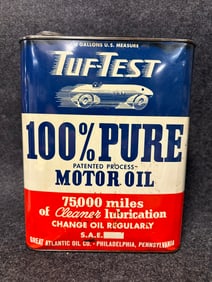 2 GALLONS U.S. MEASURE
TUF-TEST
100% PURE
PATENTED PROCESS
MOTOR OIL
75,000 miles
of Cleaner lubrication
CHANGE OIL REGULARLY
S.A.E.
GREAT ATLANTIC OIL CO. - PHILADELPHIA, PENNSYLVANIA